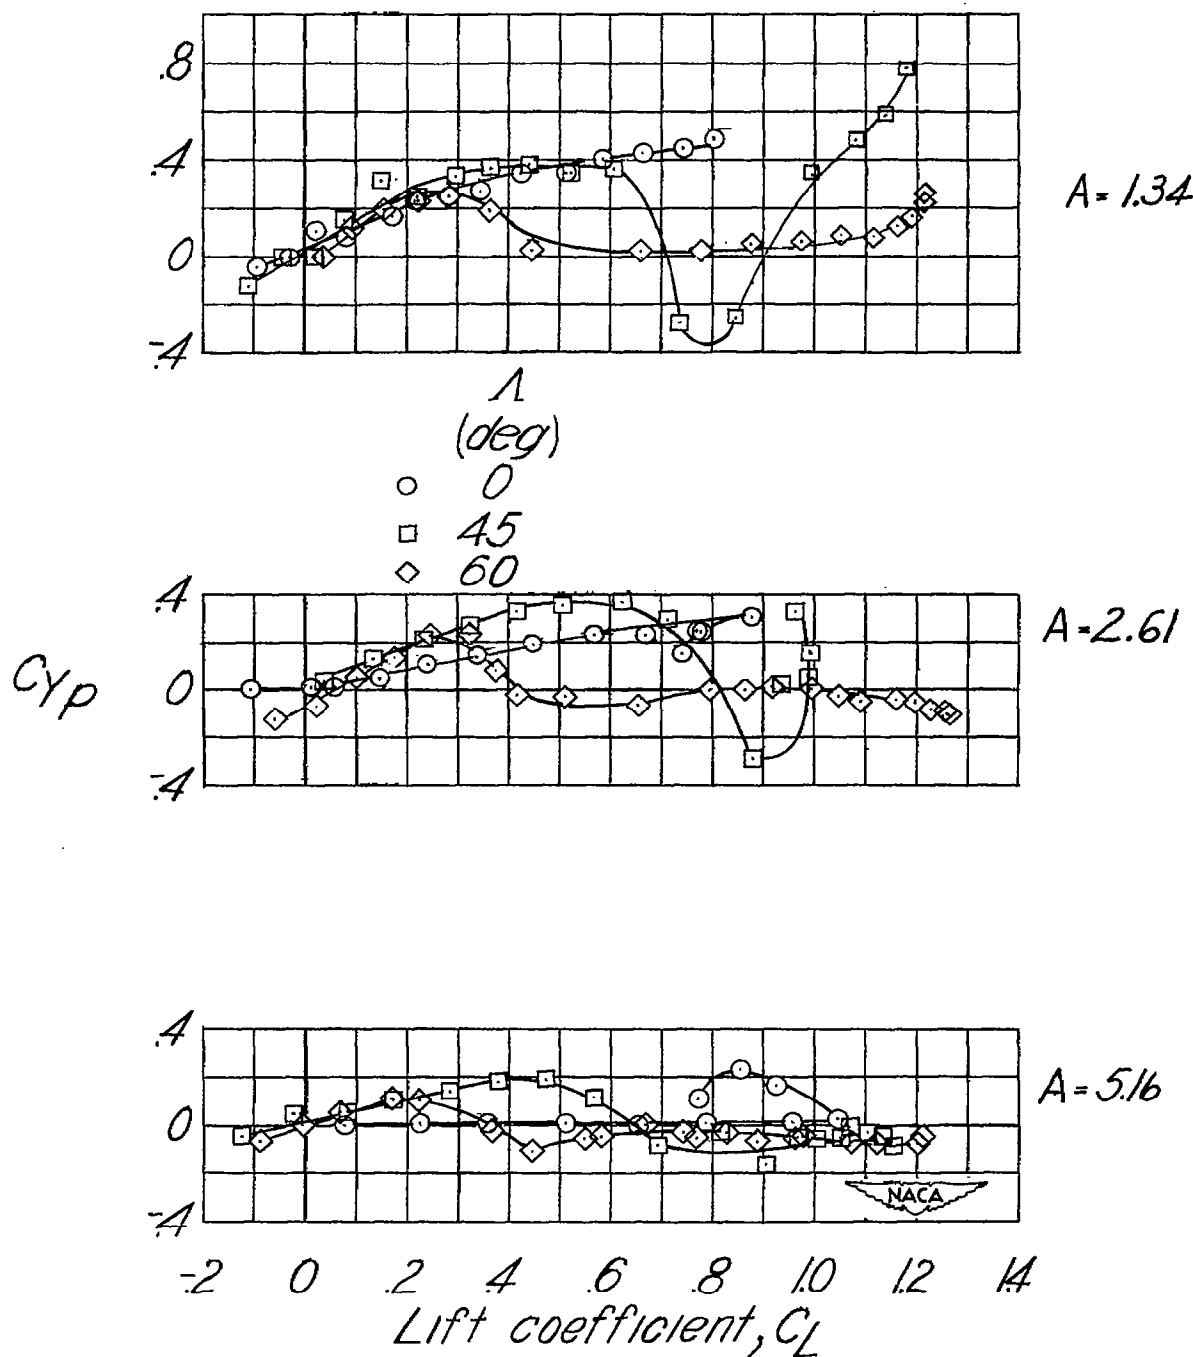 .8
.4
0
-.4
A = 1.34
Λ
(deg)
0
45
60
.4
0
-.4
A = 2.61
CYp
.4
0
-.4
A = 5.16
NACA
-.2 0 .2 .4 .6 .8 1.0 1.2 1.4
Lift coefficient, CL